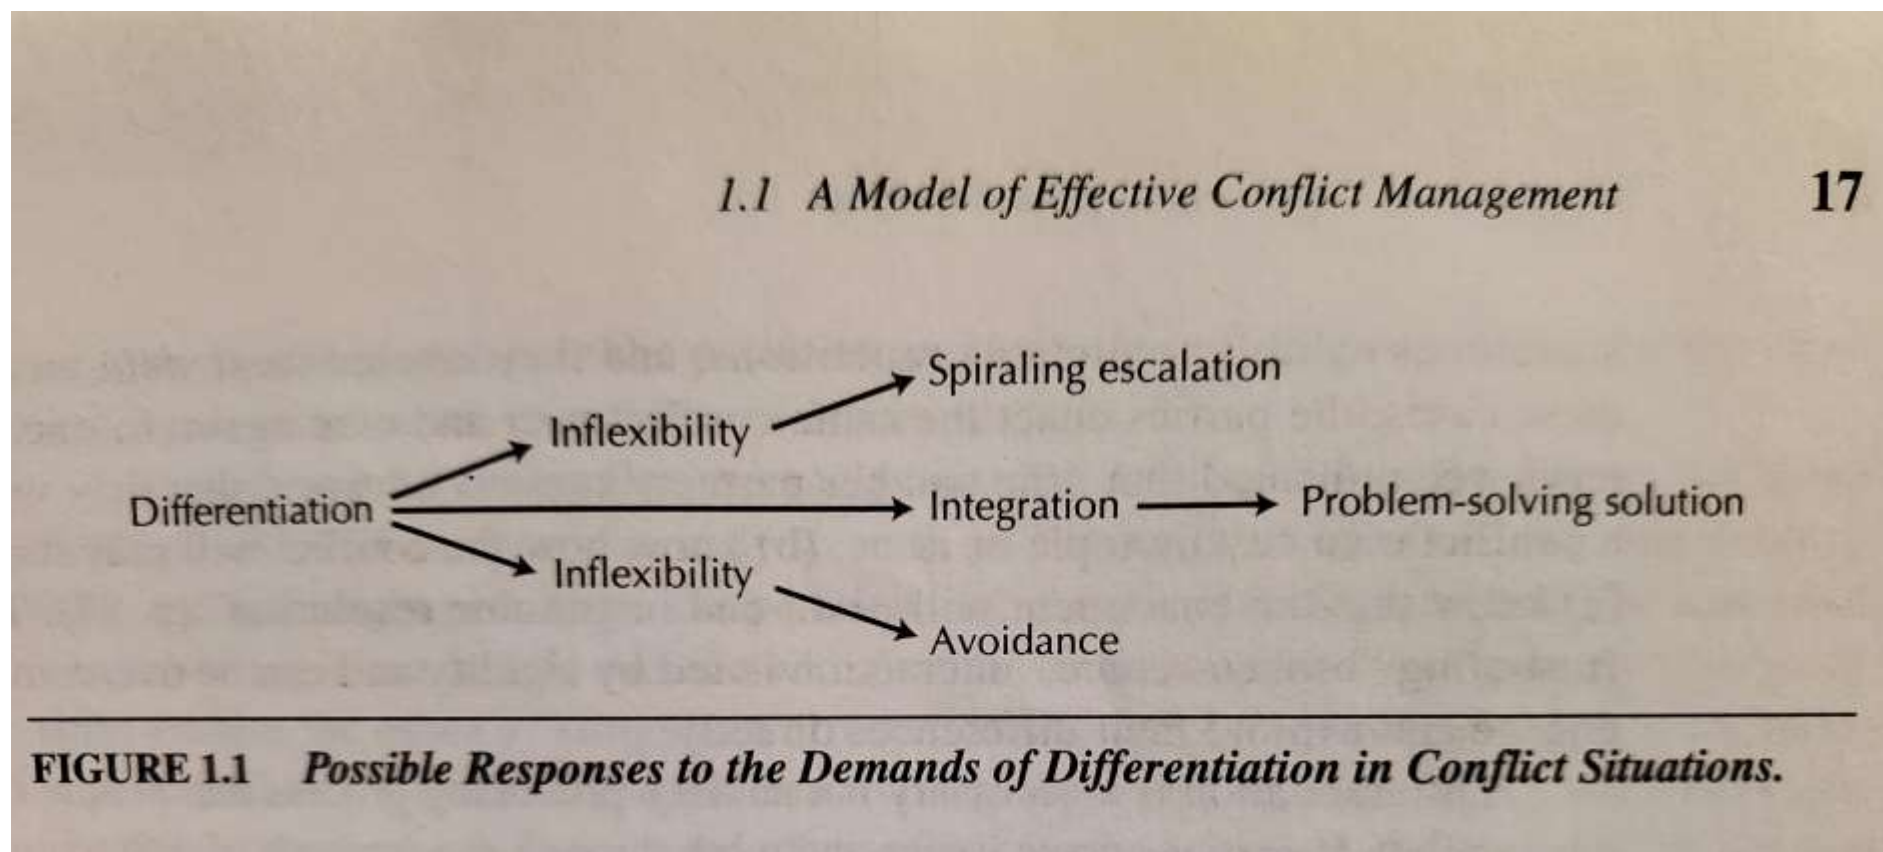 1.1 A Model of Effective Conflict Management 17
Spiraling escalation
Inflexibility
Differentiation Integration Problem-solving solution
Inflexibility
Avoidance
FIGURE 1.1 Possible Responses to the Demands of Differentiation in Conflict Situations.